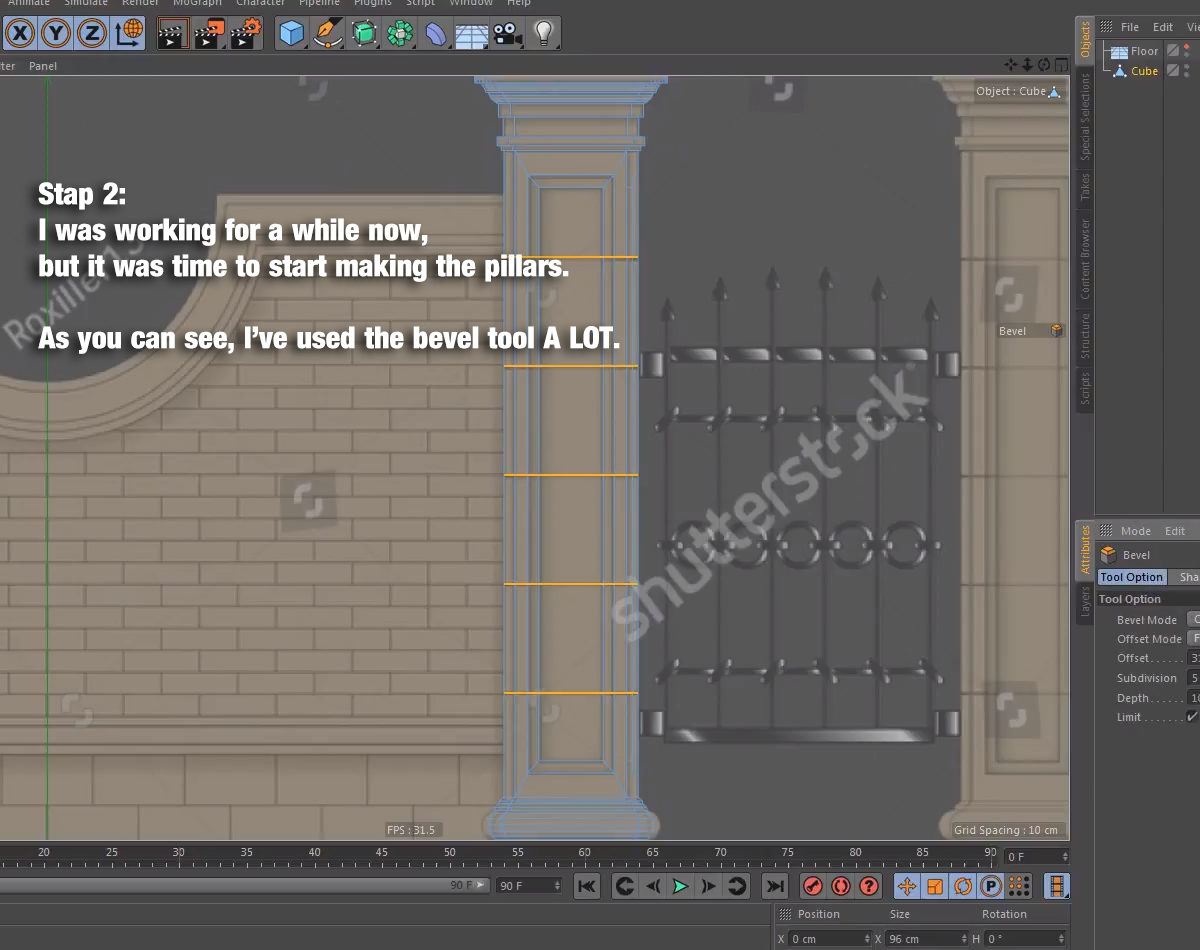 Animate Simulate Render MoGraph Character Pipeline Plugins Script Window Help
X Y Z
File Edit
Panel
Objects
Floor
Cube
Object : Cube
Special Selections
Takes
Content Browser
Structure
Scripts
Stap 2:
I was working for a while now,
but it was time to start making the pillars.
As you can see, I've used the bevel tool A LOT.
Bevel
shutterstock
Attributes
Layers
Mode Edit
Bevel
Tool Option Sha
Tool Option
Bevel Mode
Offset Mode F
Offset......
Subdivision 5
Depth...... 10
Limit.......
FPS : 31.5
Grid Spacing : 10 cm
20 25 30 35 40 45 50 55 60 65 70 75 80 85 90 0 F
90 F 90 F
P
Position Size Rotation
X 0 cm X 96 cm H 0 °